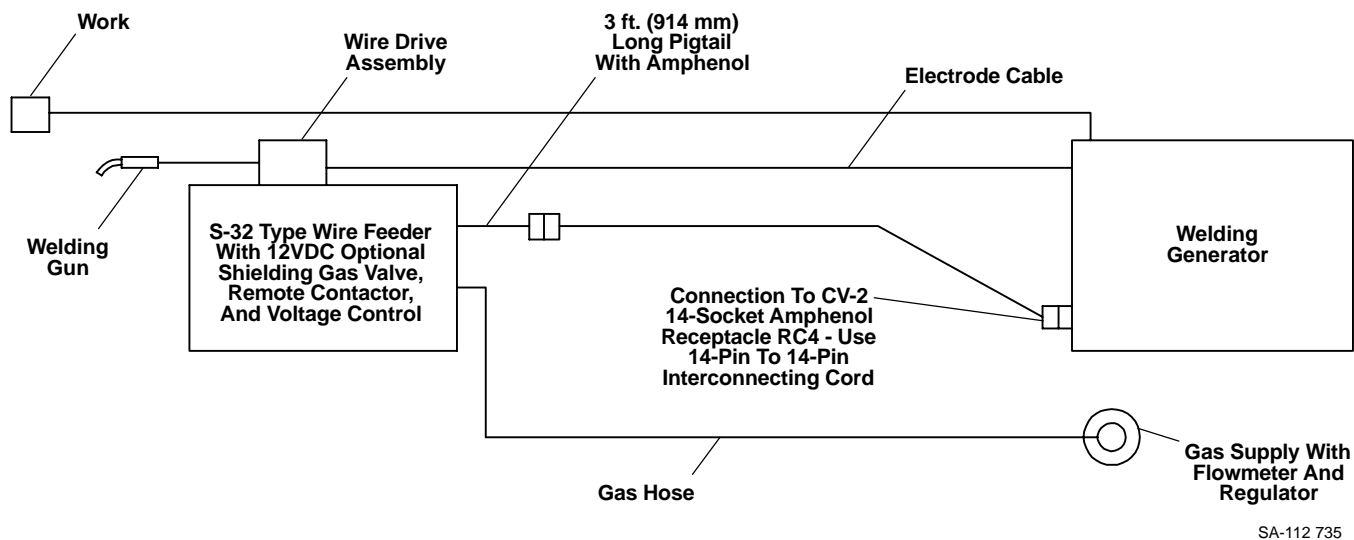 Work
Wire Drive
Assembly
3 ft. (914 mm)
Long Pigtail
With Amphenol
Electrode Cable
Welding
Gun
S-32 Type Wire Feeder
With 12VDC Optional
Shielding Gas Valve,
Remote Contactor,
And Voltage Control
Welding
Generator
Connection To CV-2
14-Socket Amphenol
Receptacle RC4 - Use
14-Pin To 14-Pin
Interconnecting Cord
Gas Hose
Gas Supply With
Flowmeter And
Regulator
SA-112 735